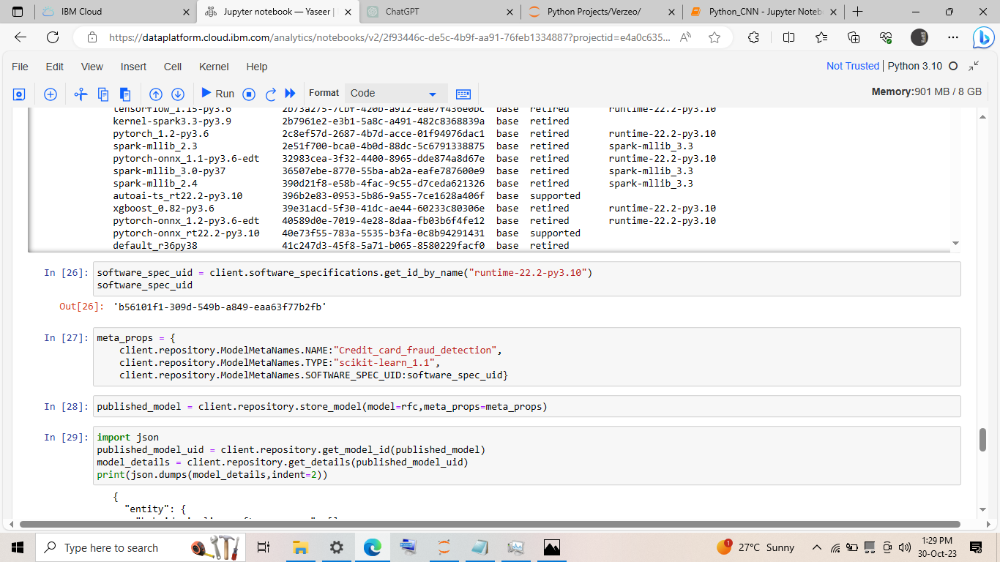 IBM Cloud
Jupyter notebook — Yaseer |
ChatGPT
Python Projects/Verzeo/
Python_CNN - Jupyter Noteb
https://dataplatform.cloud.ibm.com/analytics/notebooks/v2/2f93446c-de5c-4b9f-aa91-76feb1334887?projectid=e4a0c635...
File Edit View Insert Cell Kernel Help
Not Trusted | Python 3.10
Run
Format
Code
Memory:901 MB / 8 GB
tensorflow_1.15-py3.6 2b73a275-7cbf-420b-a912-eae7f436e0bc base retired runtime-22.2-py3.10
kernel-spark3.3-py3.9 2b7961e2-e3b1-5a8c-a491-482c8368839a base retired
pytorch_1.2-py3.6 2c8ef57d-2687-4b7d-acce-01f94976dac1 base retired runtime-22.2-py3.10
spark-mllib_2.3 2e51f700-bca0-4b0d-88dc-5c6791338875 base retired spark-mllib_3.3
pytorch-onnx_1.1-py3.6-edt 32983cea-3f32-4400-8965-dde874a8d67e base retired runtime-22.2-py3.10
spark-mllib_3.0-py37 36507ebe-8770-55ba-ab2a-eafe787600e9 base retired spark-mllib_3.3
spark-mllib_2.4 390d21f8-e58b-4fac-9c55-d7ceda621326 base retired spark-mllib_3.3
autoai-ts_rt22.2-py3.10 396b2e83-0953-5b86-9a55-7ce1628a406f base supported
xgboost_0.82-py3.6 39e31acd-5f30-41dc-ae44-60233c80306e base retired runtime-22.2-py3.10
pytorch-onnx_1.2-py3.6-edt 40589d0e-7019-4e28-8daa-fb03b6f4fe12 base retired runtime-22.2-py3.10
pytorch-onnx_rt22.2-py3.10 40e73f55-783a-5535-b3fa-0c8b94291431 base supported
default_r36py38 41c247d3-45f8-5a71-b065-8580229facf0 base retired
In [26]: software_spec_uid = client.software_specifications.get_id_by_name("runtime-22.2-py3.10")
software_spec_uid
Out[26]: 'b56101f1-309d-549b-a849-eaa63f77b2fb'
In [27]: meta_props = {
client.repository.ModelMetaNames.NAME:"Credit_card_fraud_detection",
client.repository.ModelMetaNames.TYPE:"scikit-learn_1.1",
client.repository.ModelMetaNames.SOFTWARE_SPEC_UID:software_spec_uid}
In [28]: published_model = client.repository.store_model(model=rfc,meta_props=meta_props)
In [29]: import json
published_model_uid = client.repository.get_model_id(published_model)
model_details = client.repository.get_details(published_model_uid)
print(json.dumps(model_details,indent=2))
{
"entity": {
Type here to search
27°C Sunny
1:29 PM
30-Oct-23